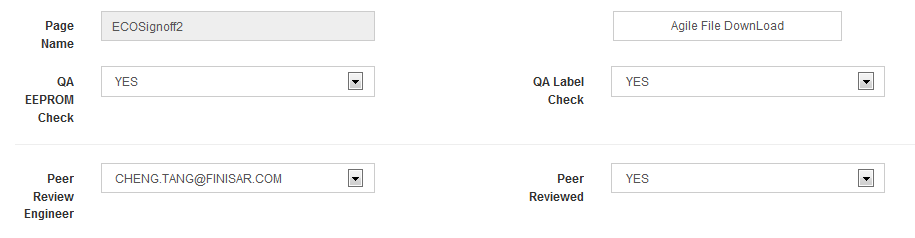 Page Name
ECOSignoff2
Agile File DownLoad
QA EEPROM Check
YES
QA Label Check
YES
Peer Review Engineer
CHENG.TANG@FINISAR.COM
Peer Reviewed
YES